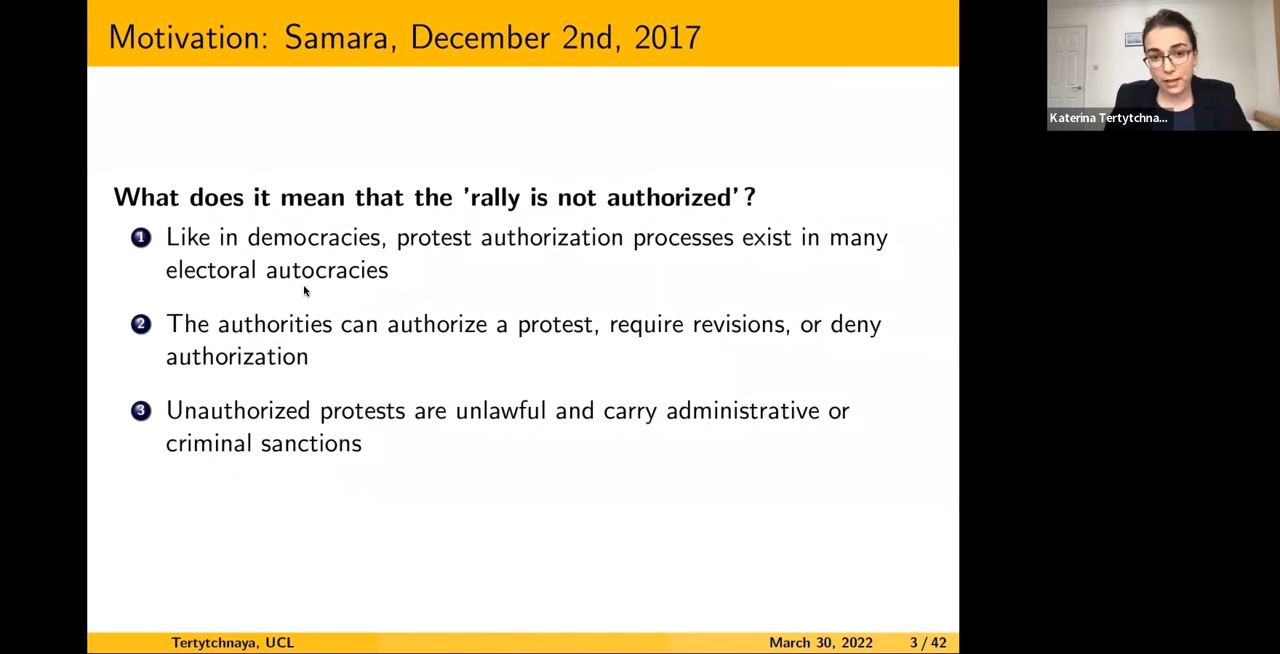 Motivation: Samara, December 2nd, 2017
What does it mean that the 'rally is not authorized'?
1 Like in democracies, protest authorization processes exist in many
electoral autocracies
2 The authorities can authorize a protest, require revisions, or deny
authorization
3 Unauthorized protests are unlawful and carry administrative or
criminal sanctions
Tertytchnaya, UCL
March 30, 2022
3 / 42
Katerina Tertytchna...